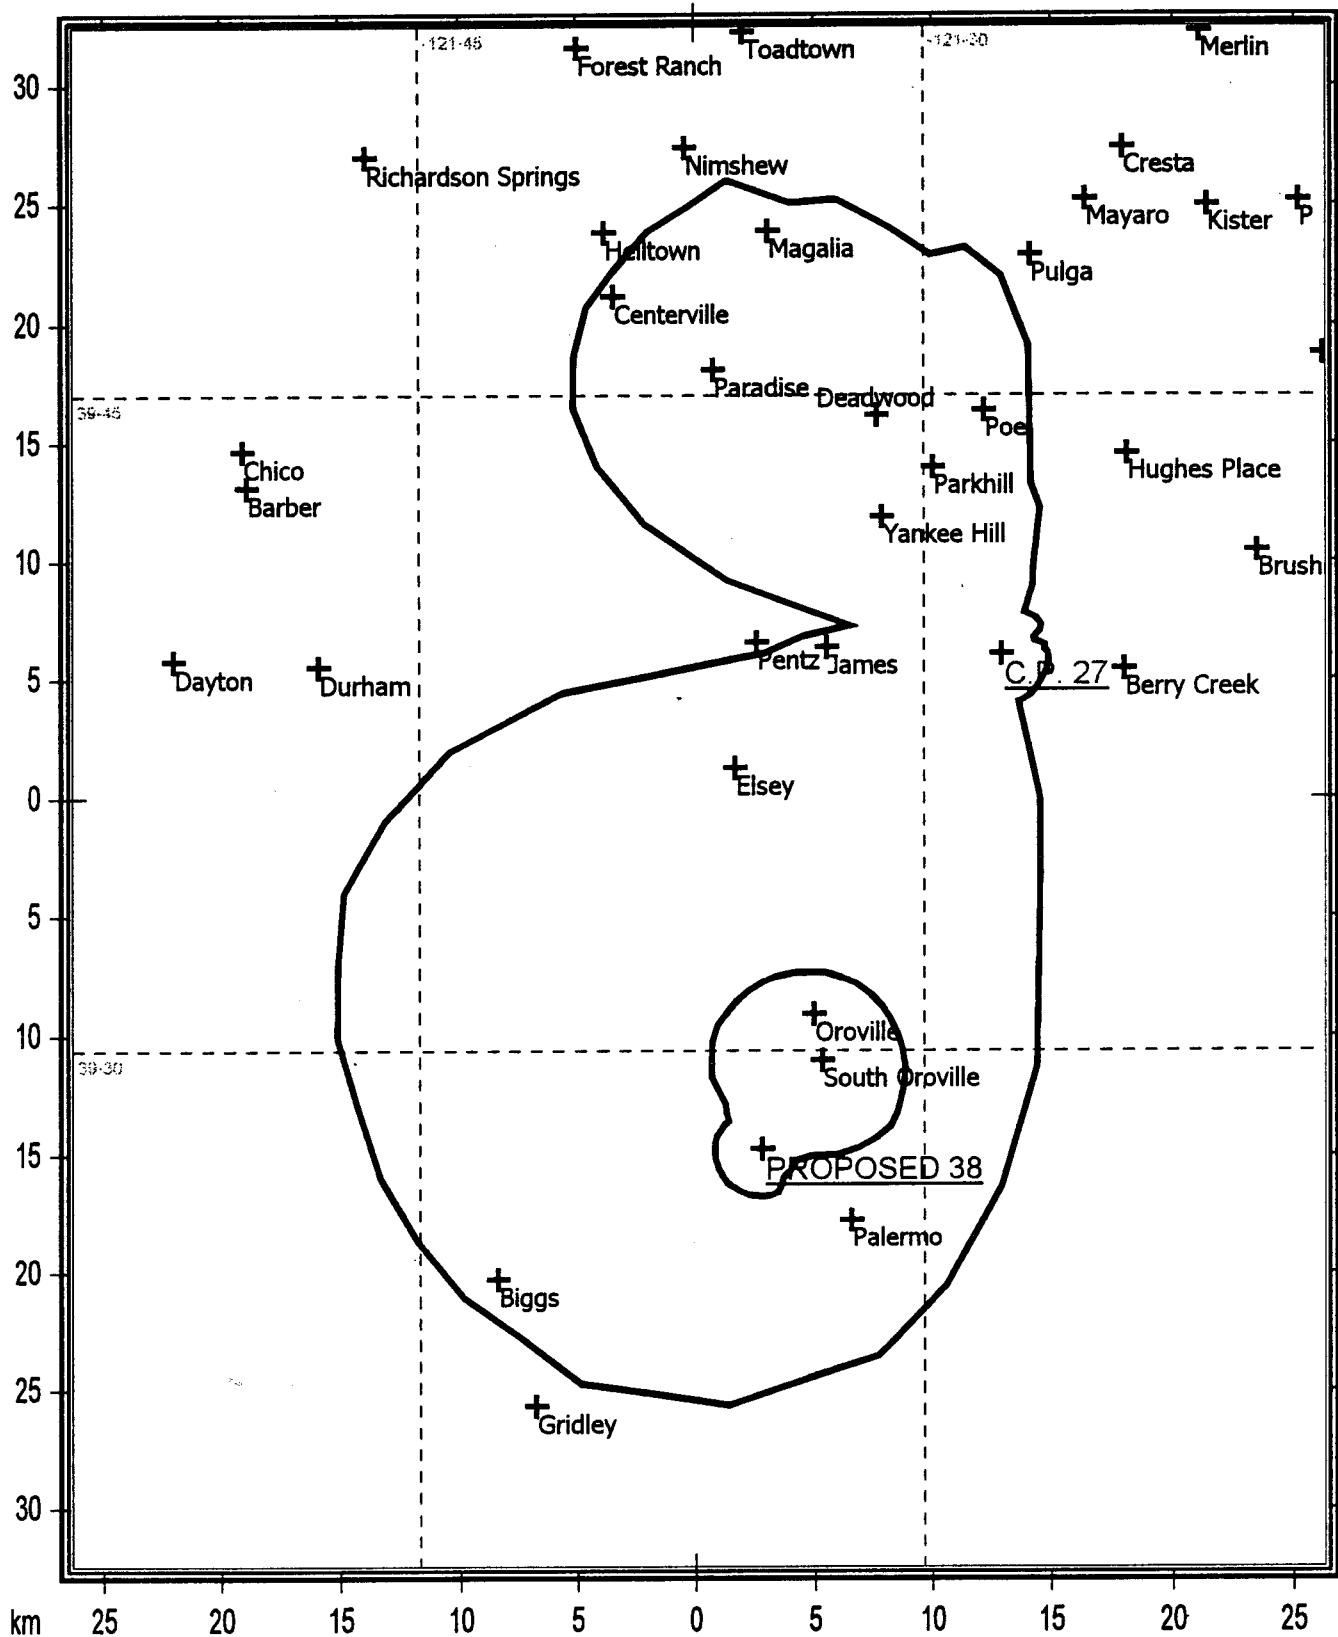 -121-45
-121-30
Toadtown
Merlin
Forest Ranch
30
Nimshew
Cresta
Richardson Springs
25
Mayaro
Kister
P
Helltown
Magalia
Pulga
Centerville
20
Paradise
Deadwood
39-45
Poe
15
Chico
Hughes Place
Parkhill
Barber
Yankee Hill
10
Brush
Pentz
James
C.P. 27
5
Dayton
Durham
Berry Creek
0
Elsey
5
Oroville
10
39-30
South Oroville
15
PROPOSED 38
Palermo
20
Biggs
25
Gridley
30
km
25
20
15
10
5
0
5
10
15
20
25